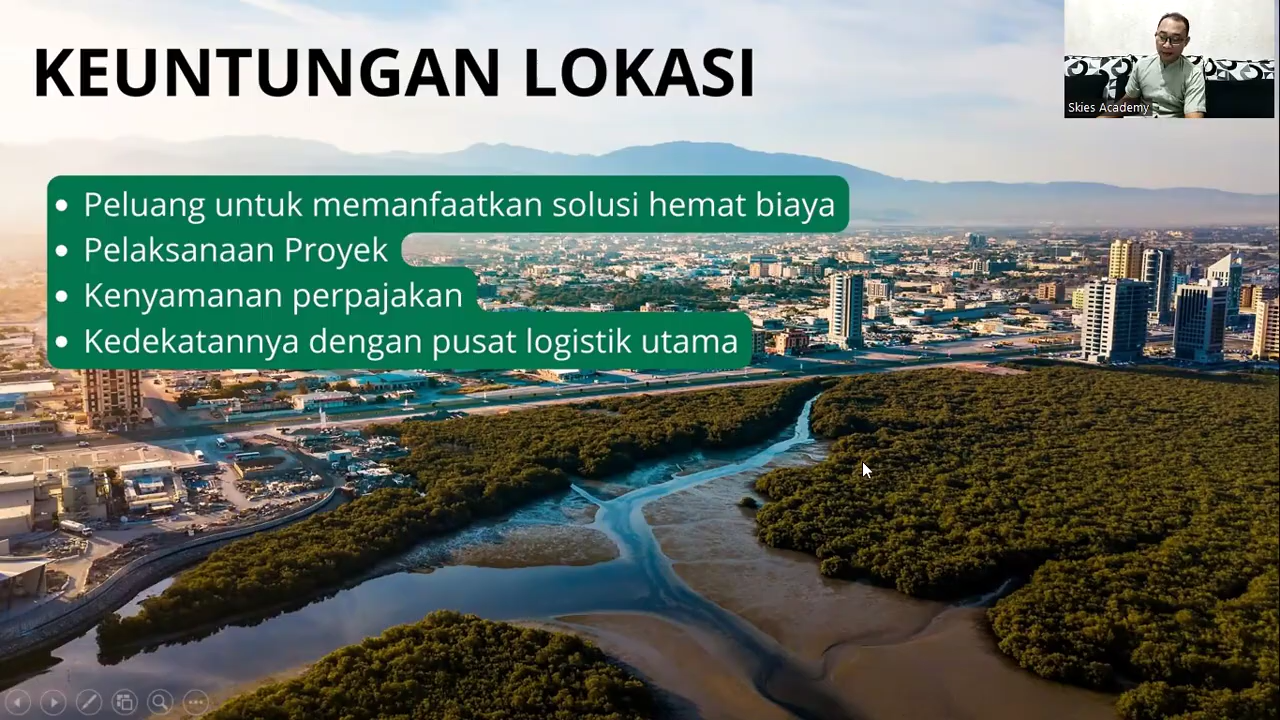 KEUNTUNGAN LOKASI
Skies Academy
• Peluang untuk memanfaatkan solusi hemat biaya
• Pelaksanaan Proyek
• Kenyamanan perpajakan
• Kedekatannya dengan pusat logistik utama